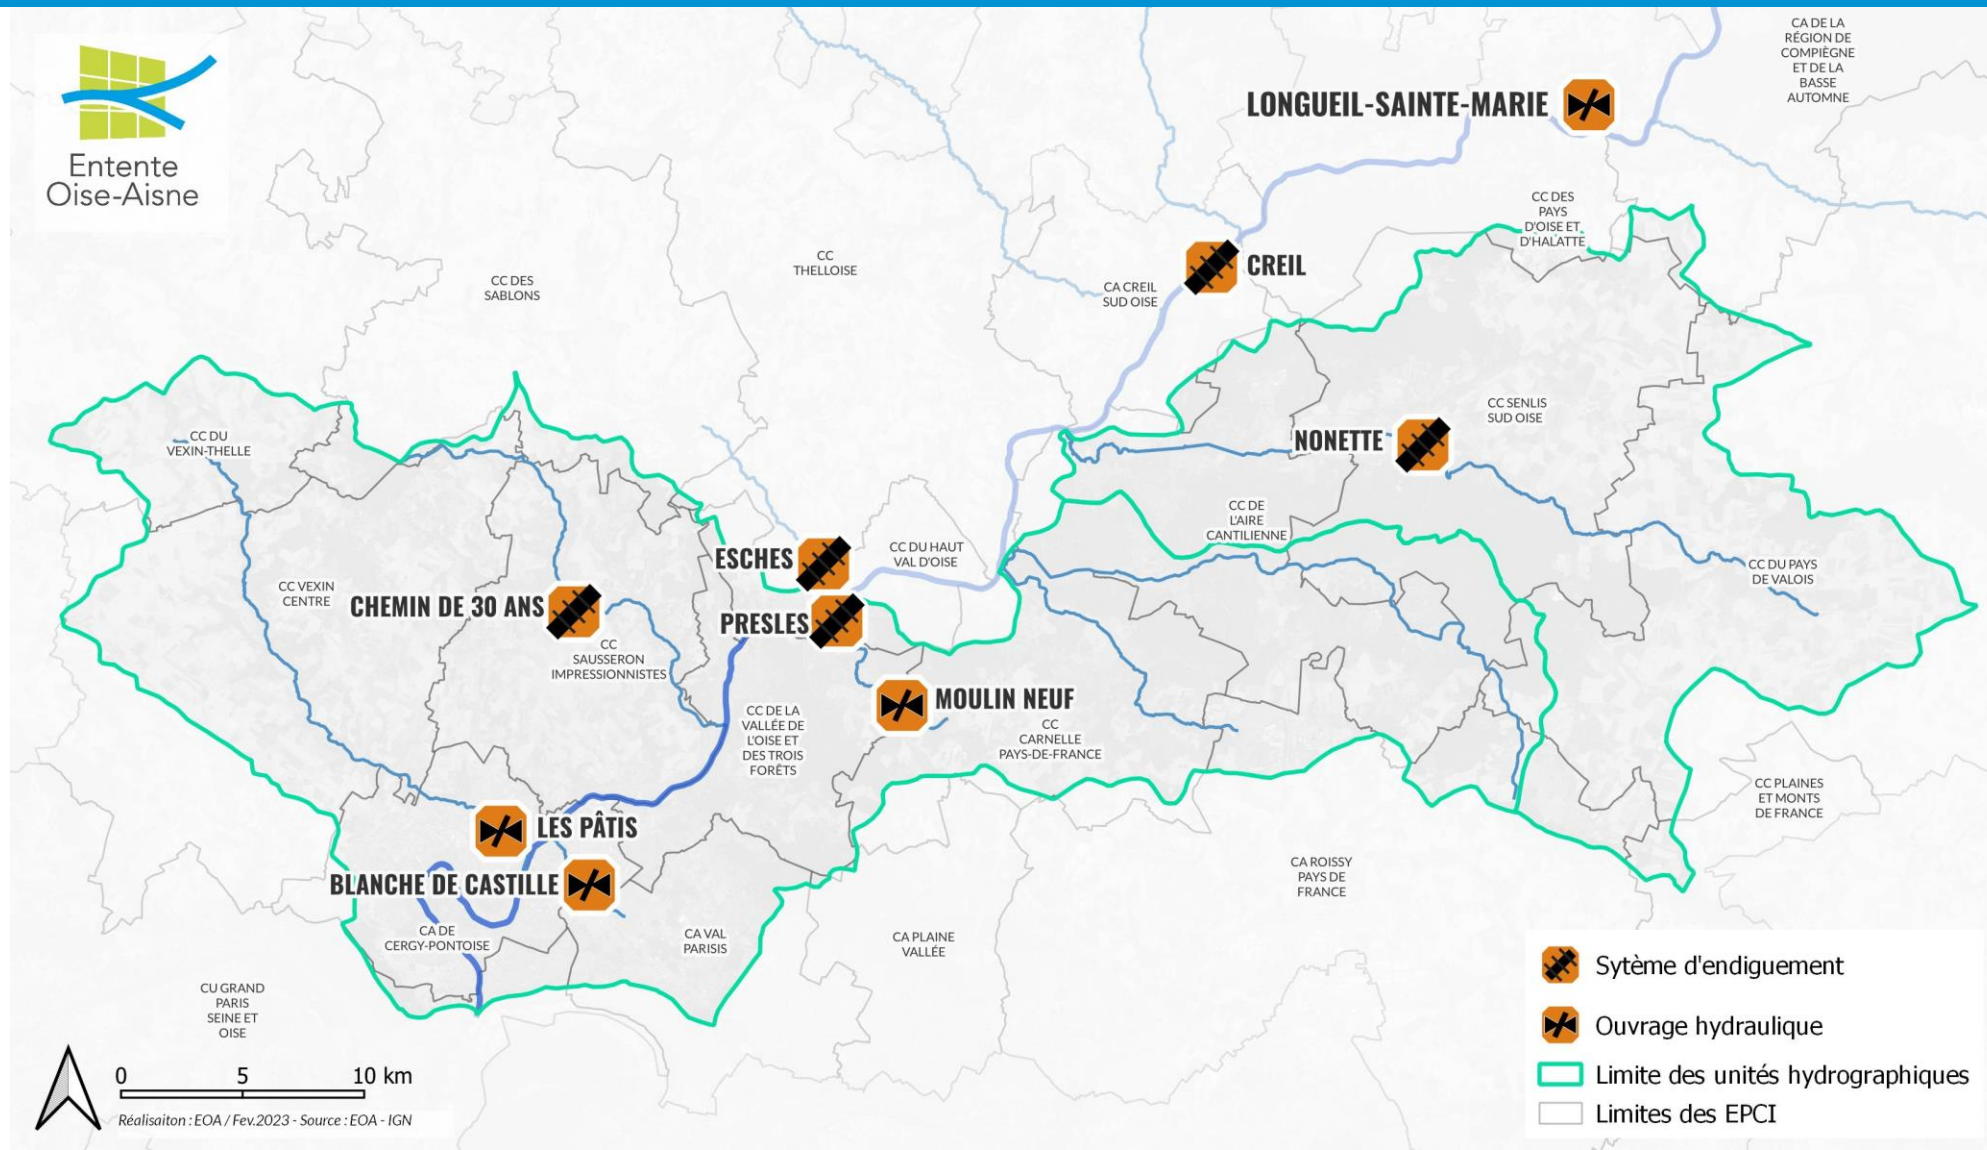 Entente
Oise-Aisne
CA DE LA
RÉGION DE
COMPIÈGNE
ET DE LA
BASSE
AUTOMNE
LONGUEIL-SAINTE-MARIE
CC DES
PAYS
D'OISE ET
D'HALATTE
CC
THELLOISE
CC DES
SABLONS
CA CREIL
SUD OISE
CREIL
CC SENLIS
SUD OISE
CC DU
VEXIN-THELLE
NONETTE
CC DE
L'AIRE
CANTILIENNE
CC DU HAUT
VAL D'OISE
ESCHES
CC DU PAYS
DE VALOIS
CC VEXIN
CENTRE
CHEMIN DE 30 ANS
PRESLES
CC
SAUSSERON
IMPRESSIONNISTES
MOULIN NEUF
CC DE LA
VALLÉE DE
L'OISE ET
DES TROIS
FORÊTS
CC
CARNELLE
PAYS-DE-FRANCE
CC PLAINES
ET MONTS
DE FRANCE
LES PÂTIS
BLANCHE DE CASTILLE
CA ROISSY
PAYS DE
FRANCE
CA DE
CERGY-PONTOISE
CA VAL
PARISIS
CA PLAINE
VALLÉE
CU GRAND
PARIS
SEINE ET
OISE
Sytème d'endiguement
Ouvrage hydraulique
Limite des unités hydrographiques
Limites des EPCI
0 5 10 km
Réalisaiton : EOA / Fev.2023 - Source : EOA - IGN